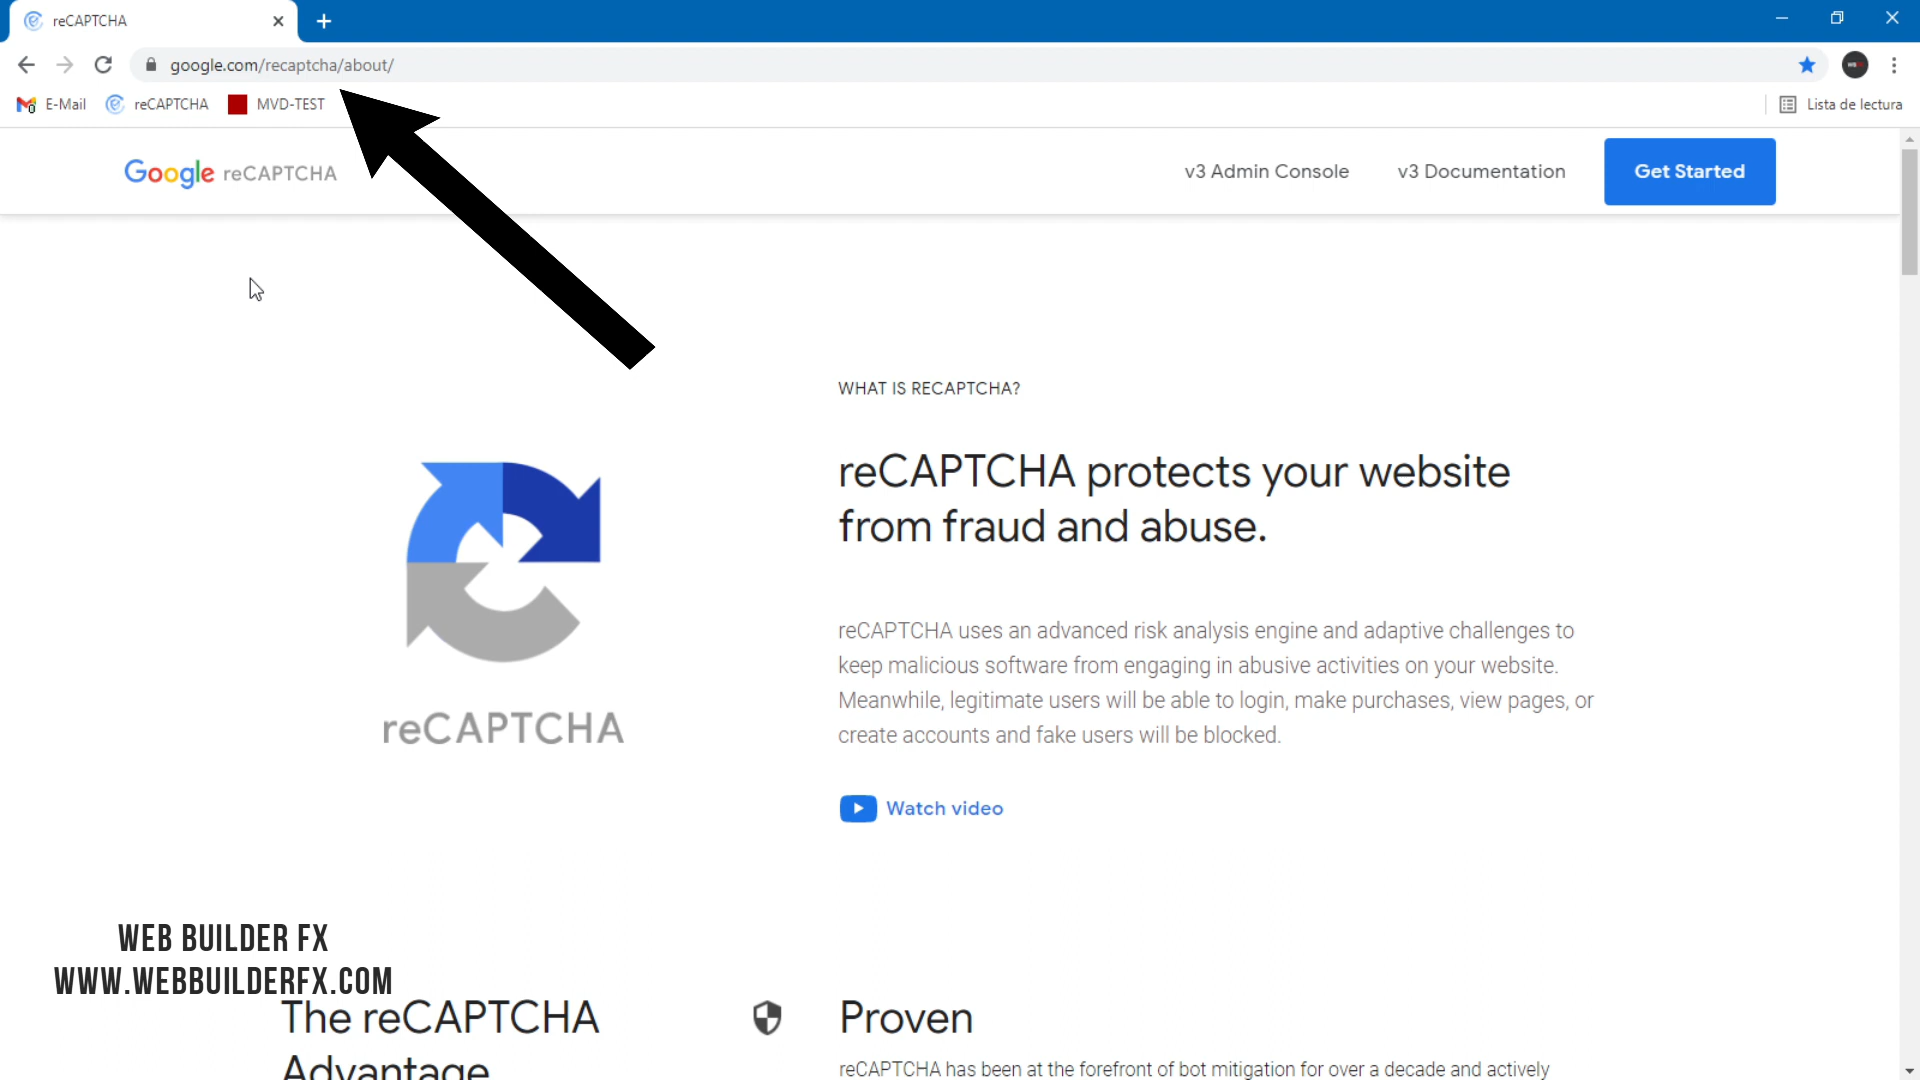 reCAPTCHA
google.com/recaptcha/about/
E-Mail
reCAPTCHA
MVD-TEST
Lista de lectura
Google reCAPTCHA
v3 Admin Console
v3 Documentation
Get Started
WHAT IS RECAPTCHA?
reCAPTCHA protects your website
from fraud and abuse.
reCAPTCHA uses an advanced risk analysis engine and adaptive challenges to
keep malicious software from engaging in abusive activities on your website.
Meanwhile, legitimate users will be able to login, make purchases, view pages, or
create accounts and fake users will be blocked.
reCAPTCHA
Watch video
WEB BUILDER FX
WWW.WEBBUILDERFX.COM
The reCAPTCHA
Advantage
Proven
reCAPTCHA has been at the forefront of bot mitigation for over a decade and actively